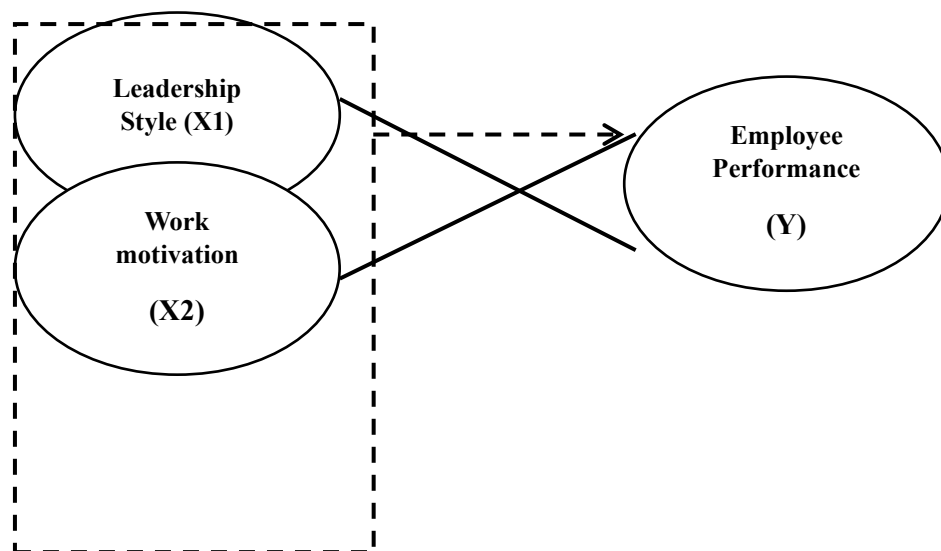 Leadership
Style (X1)
Work
motivation
(X2)
Employee
Performance
(Y)